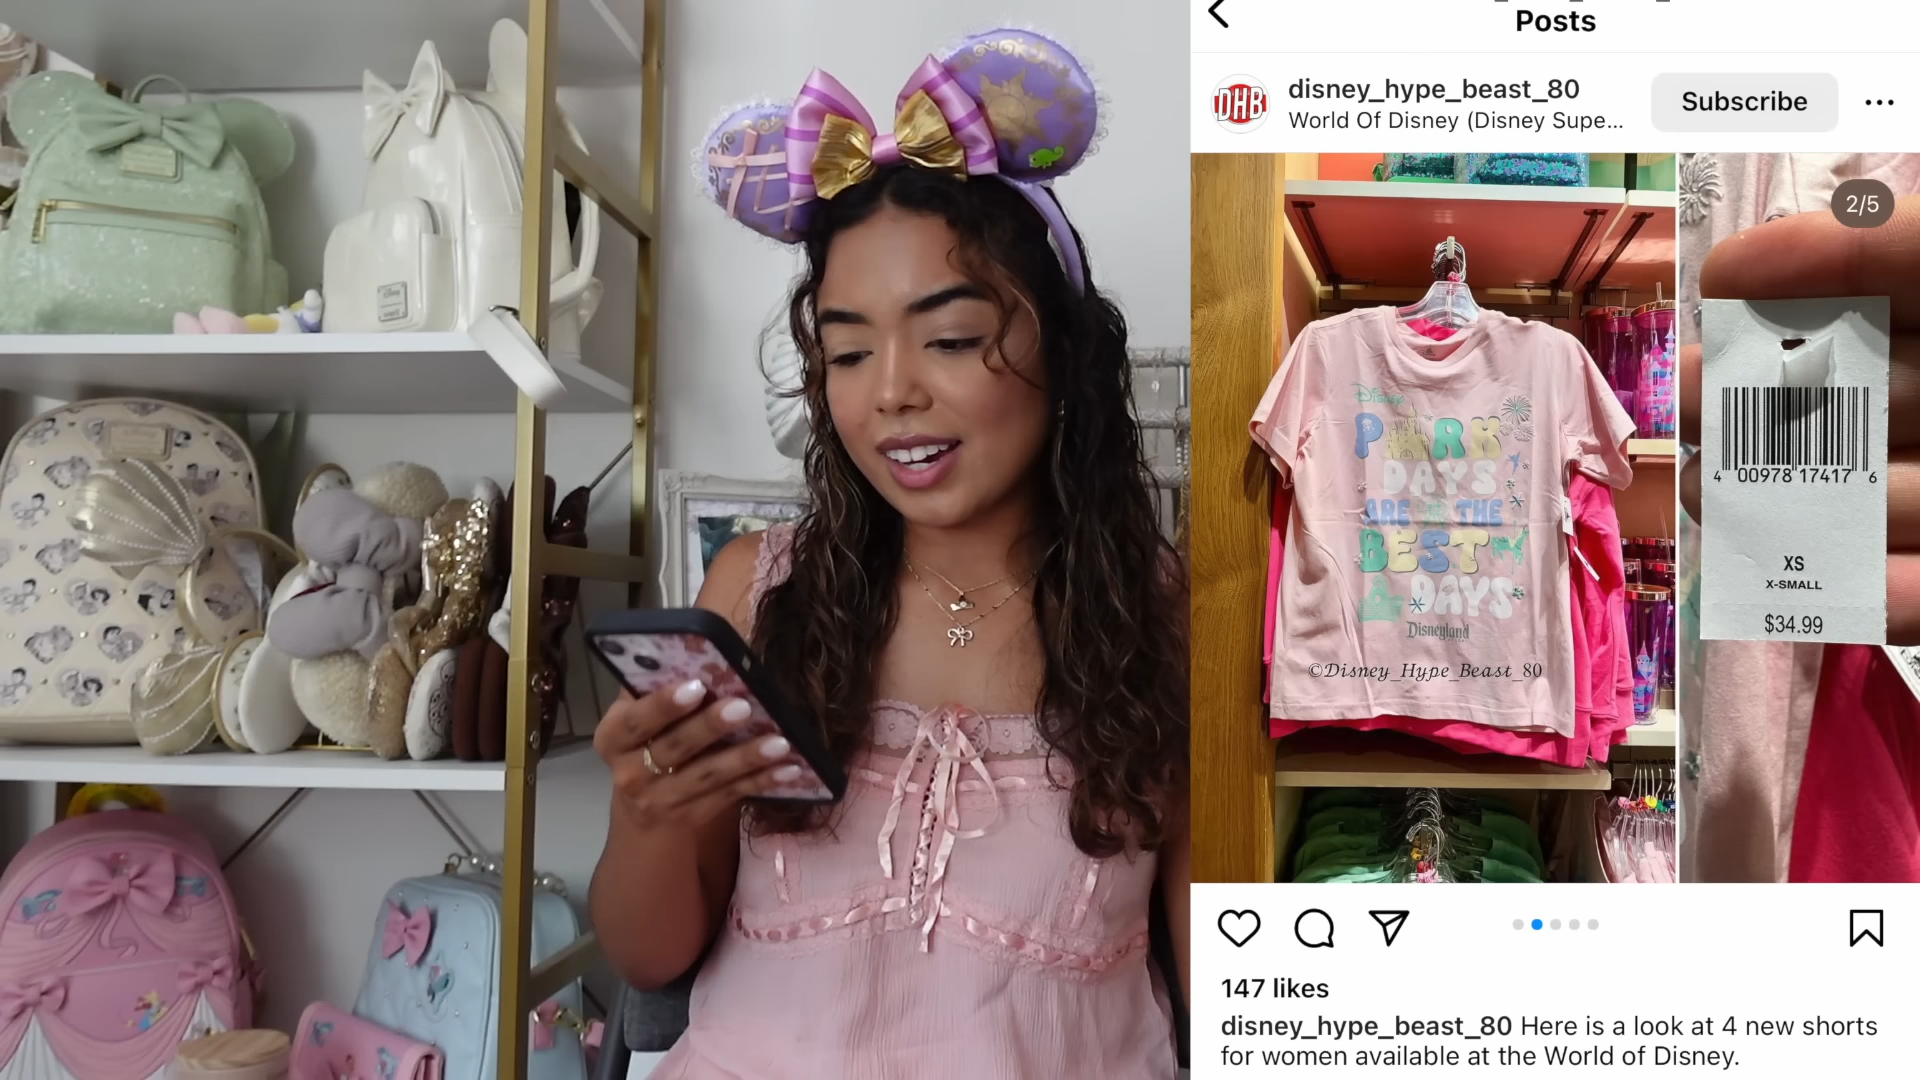 Posts
DHB
disney_hype_beast_80
Subscribe
World Of Disney (Disney Supe...
2/5
Disney
PARK
DAYS
ARE THE
BEST
DAYS
Disneyland
©Disney_Hype_Beast_80
4 00978 17417 6
XS
X-SMALL
$34.99
147 likes
disney_hype_beast_80 Here is a look at 4 new shorts
for women available at the World of Disney.